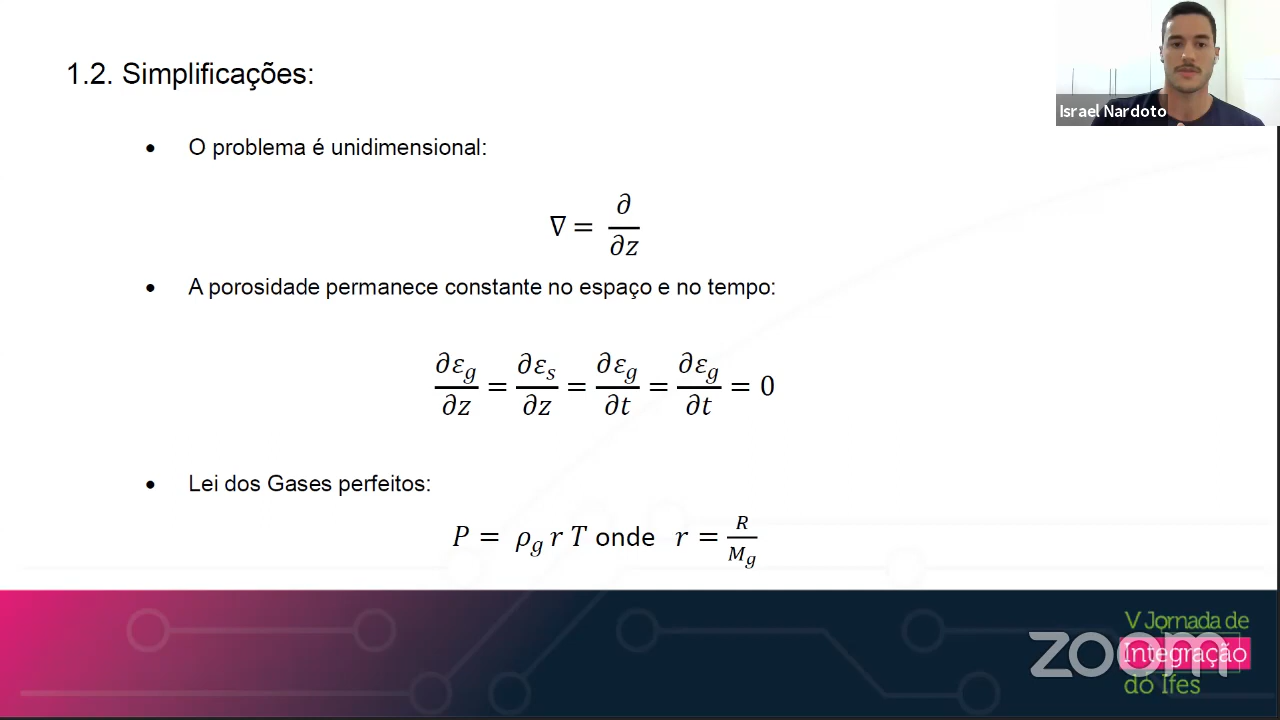 1.2. Simplificações:
Israel Nardoto
• O problema é unidimensional:
∇ = ∂/∂z
• A porosidade permanece constante no espaço e no tempo:
∂ε_g/∂z = ∂ε_s/∂z = ∂ε_g/∂t = ∂ε_g/∂t = 0
• Lei dos Gases perfeitos:
P = ρ_g r T onde r = R/M_g
V Jornada de
Integração
do Ifes
zoom